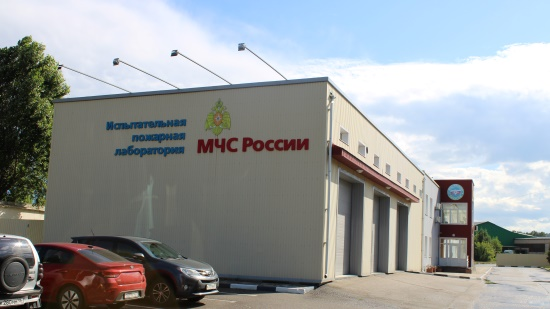 Испытательная
пожарная
лаборатория
МЧС России